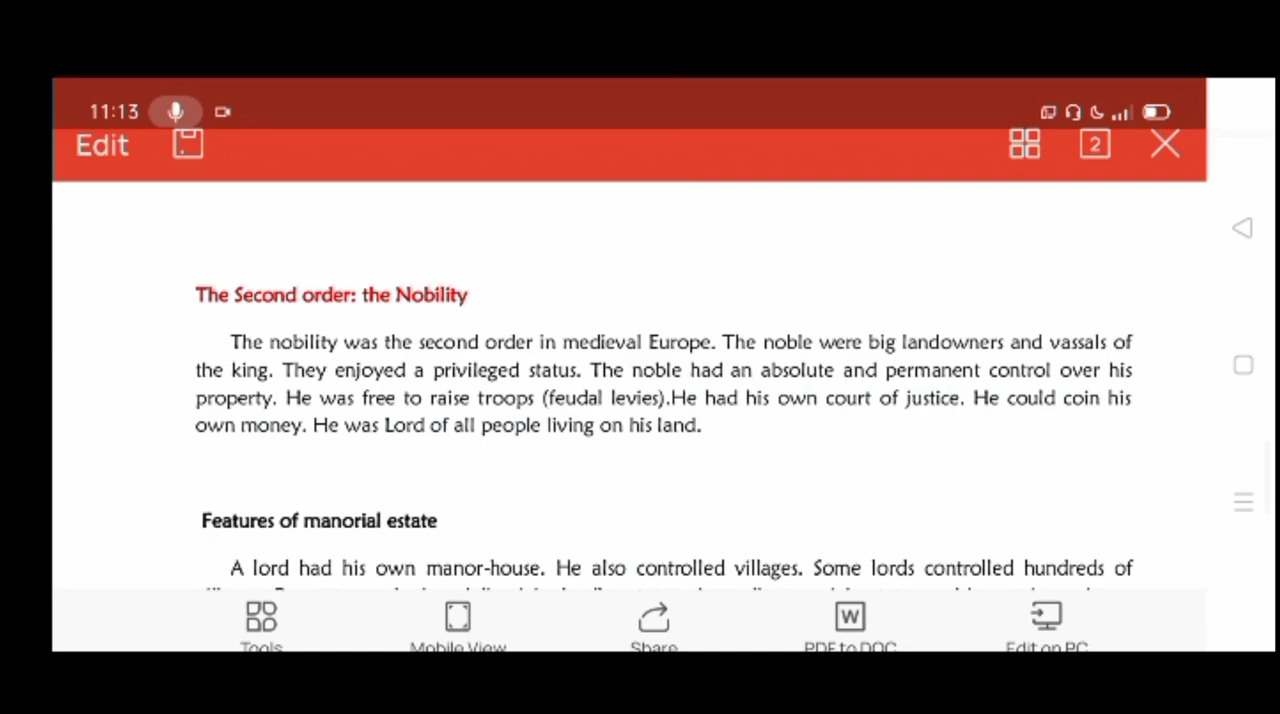 11:13
Edit
2
The Second order: the Nobility
The nobility was the second order in medieval Europe. The noble were big landowners and vassals of
the king. They enjoyed a privileged status. The noble had an absolute and permanent control over his
property. He was free to raise troops (feudal levies).He had his own court of justice. He could coin his
own money. He was Lord of all people living on his land.
Features of manorial estate
A lord had his own manor-house. He also controlled villages. Some lords controlled hundreds of
Tools Mobile View Share PDF to DOC Edit on PC